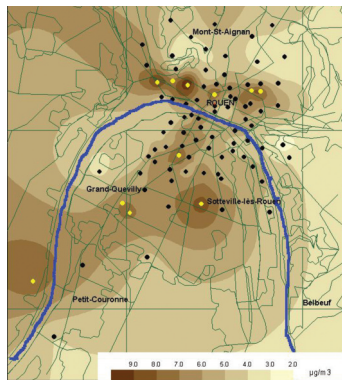 Mont-St-Aignan
ROUEN
Grand-Quevilly
Sotteville-lès-Rouen
Petit-Couronne
Belbeuf
9.0 8.0 7.0 6.0 5.0 4.0 3.0 2.0
µg/m3